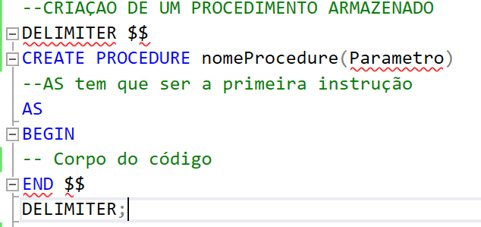 --CRIAÇAO DE UM PROCEDIMENTO ARMAZENADO
DELIMITER $$
CREATE PROCEDURE nomeProcedure(Parametro)
--AS tem que ser a primeira instrução
AS
BEGIN
-- Corpo do código
END $$
DELIMITER;